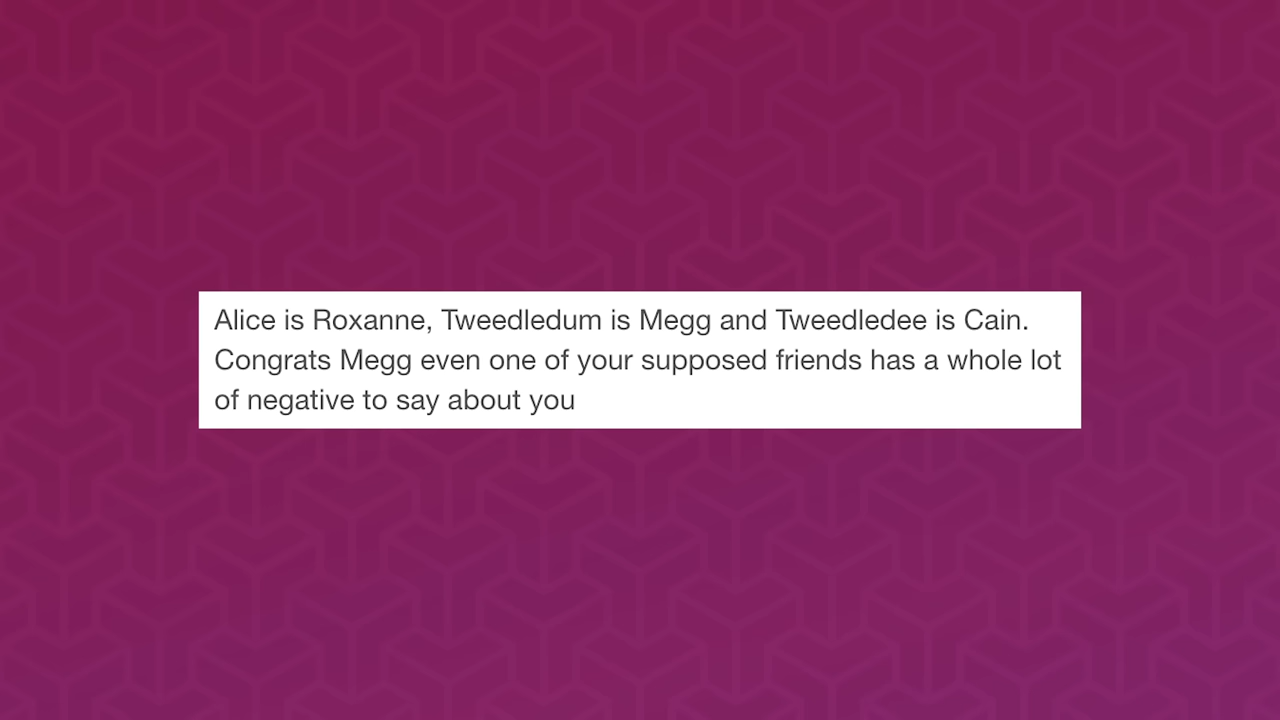 Alice is Roxanne, Tweedledum is Megg and Tweedledee is Cain.
Congrats Megg even one of your supposed friends has a whole lot
of negative to say about you